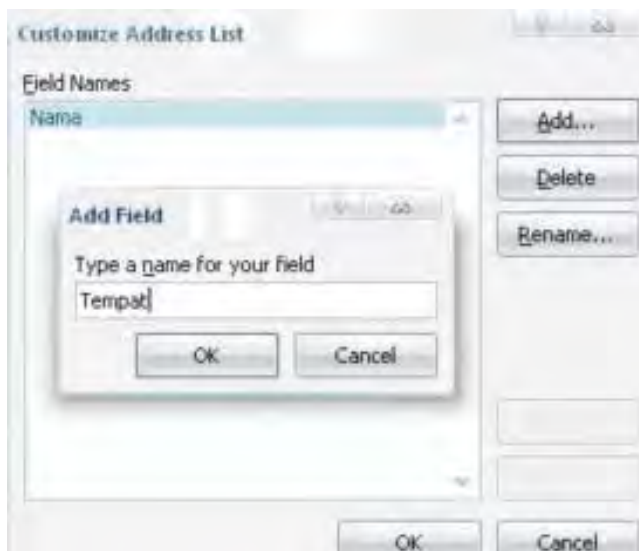 Customize Address List
Field Names
Nama
Add...
Delete
Add Field
Rename...
Type a name for your field
Tempat
OK
Cancel
OK
Cancel